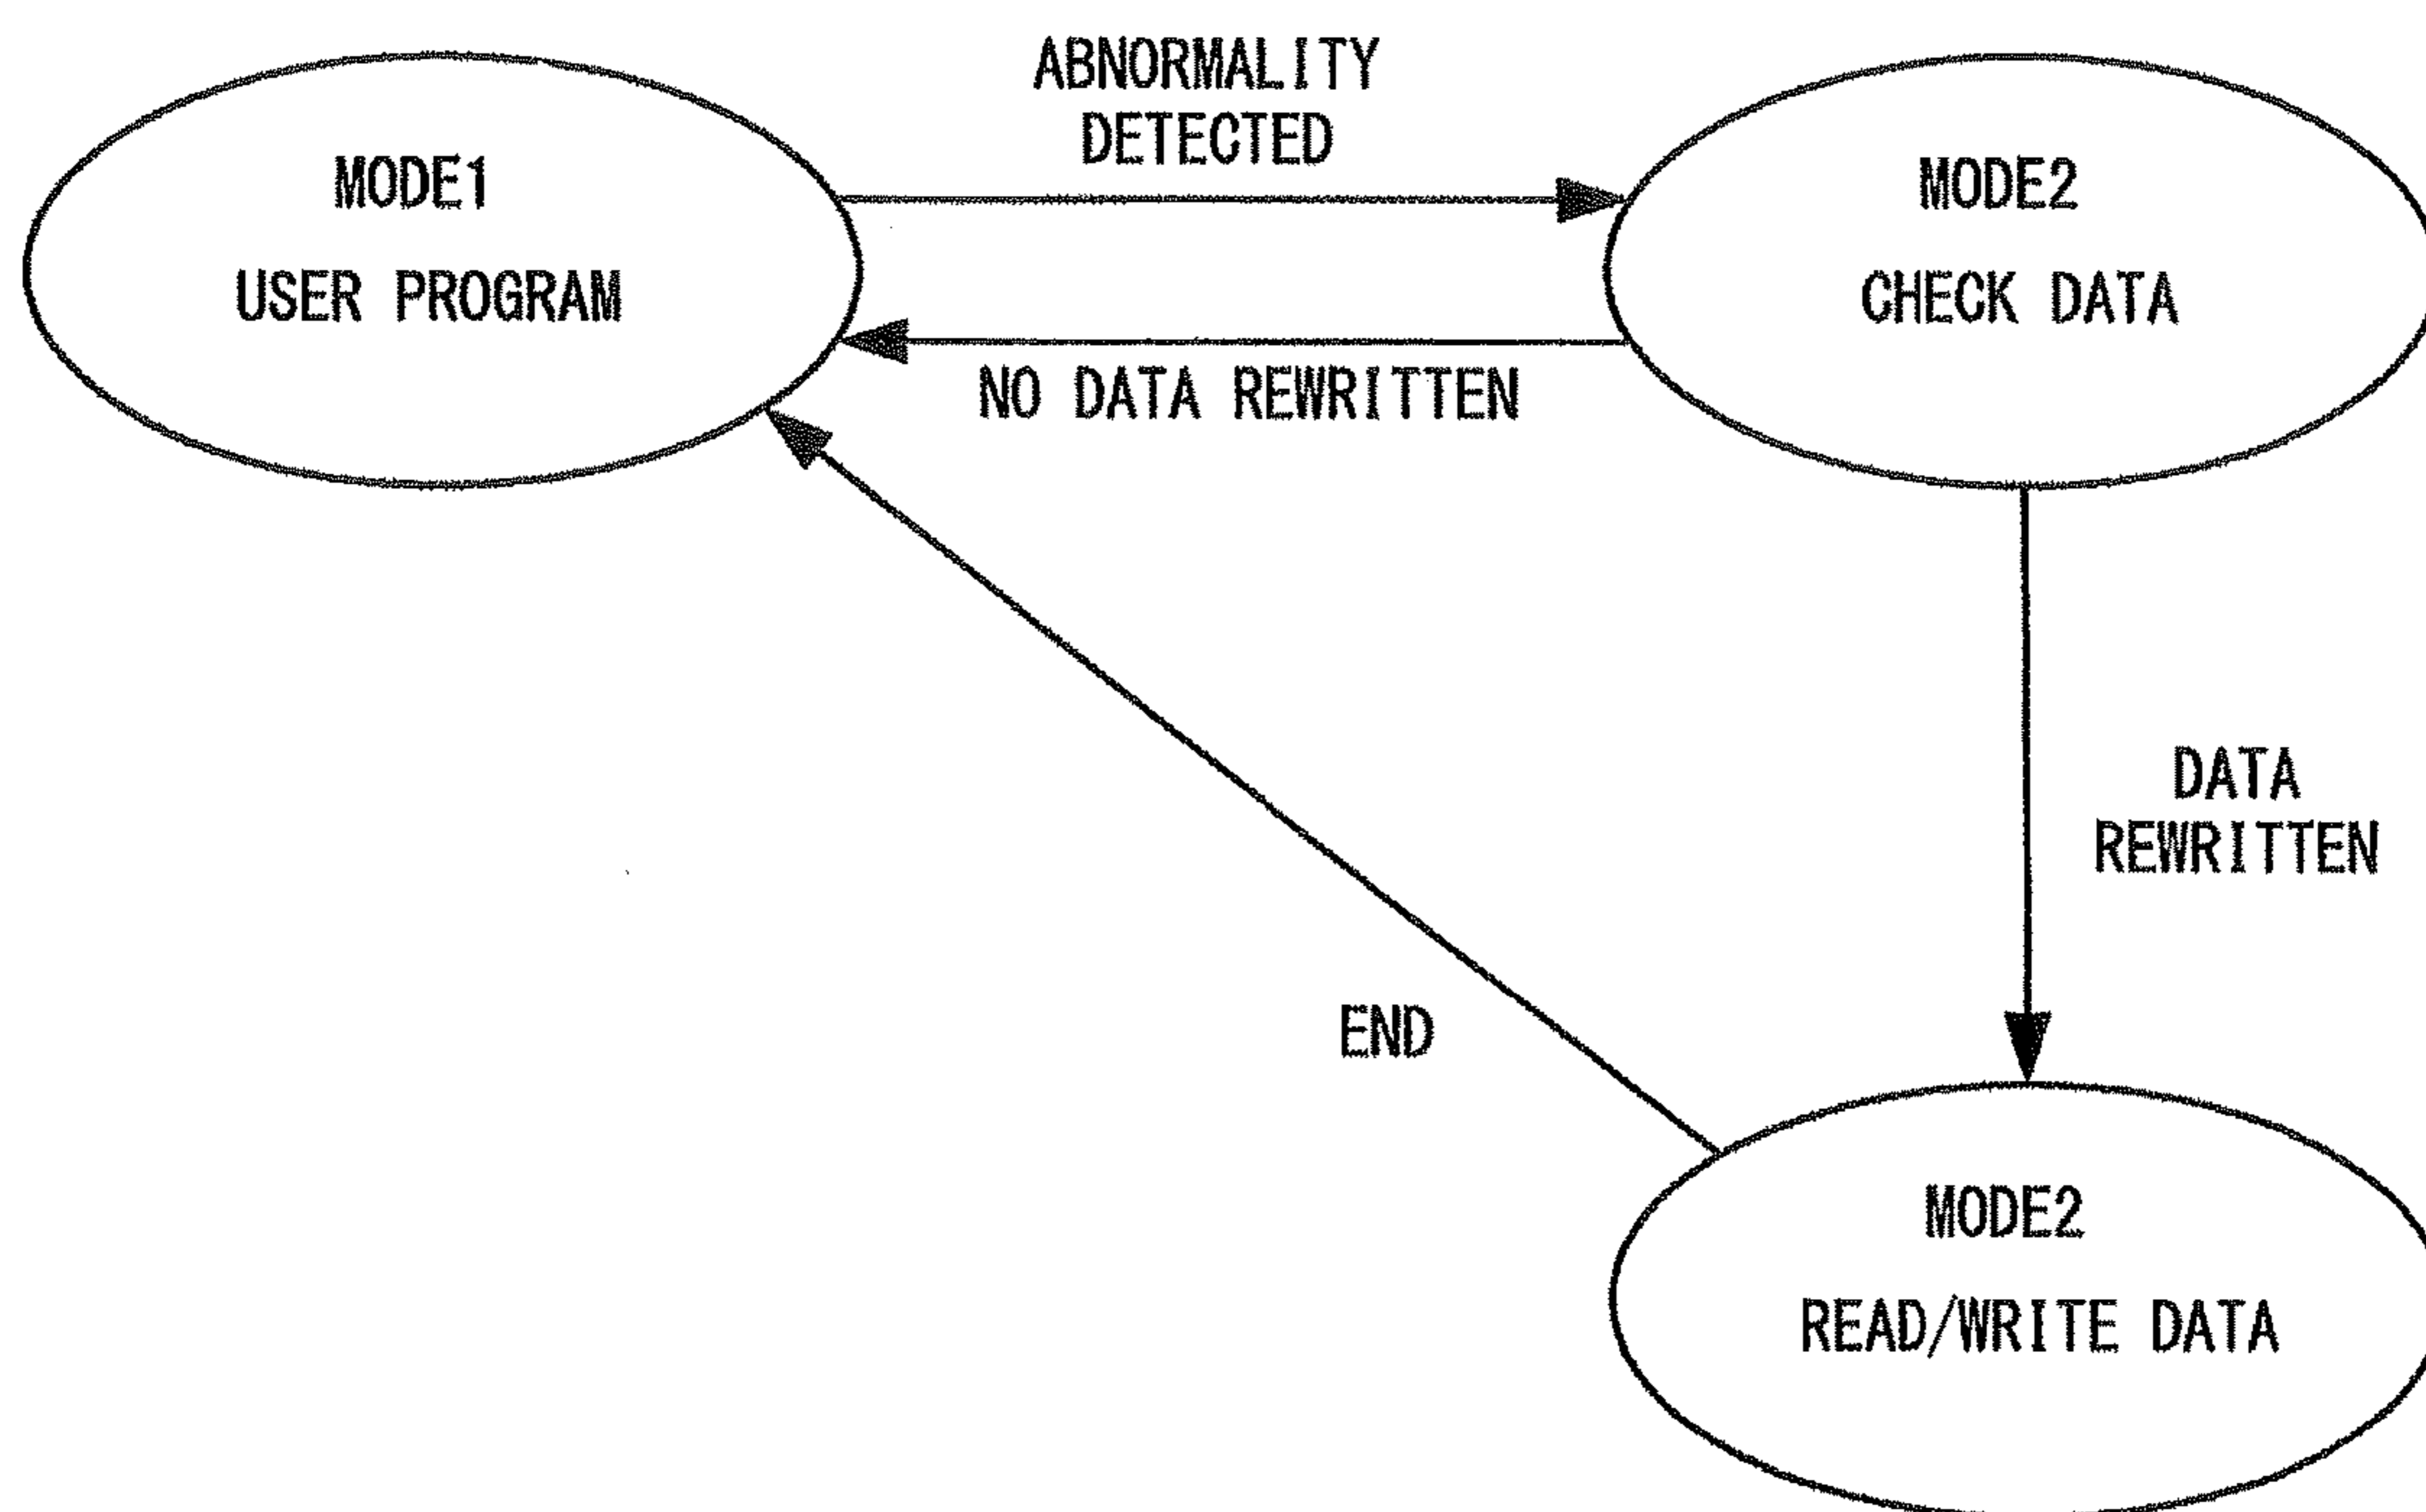 ABNORMALITY
DETECTED
MODE1
USER PROGRAM
MODE2
CHECK DATA
NO DATA REWRITTEN
DATA
REWRITTEN
END
MODE2
READ/WRITE DATA